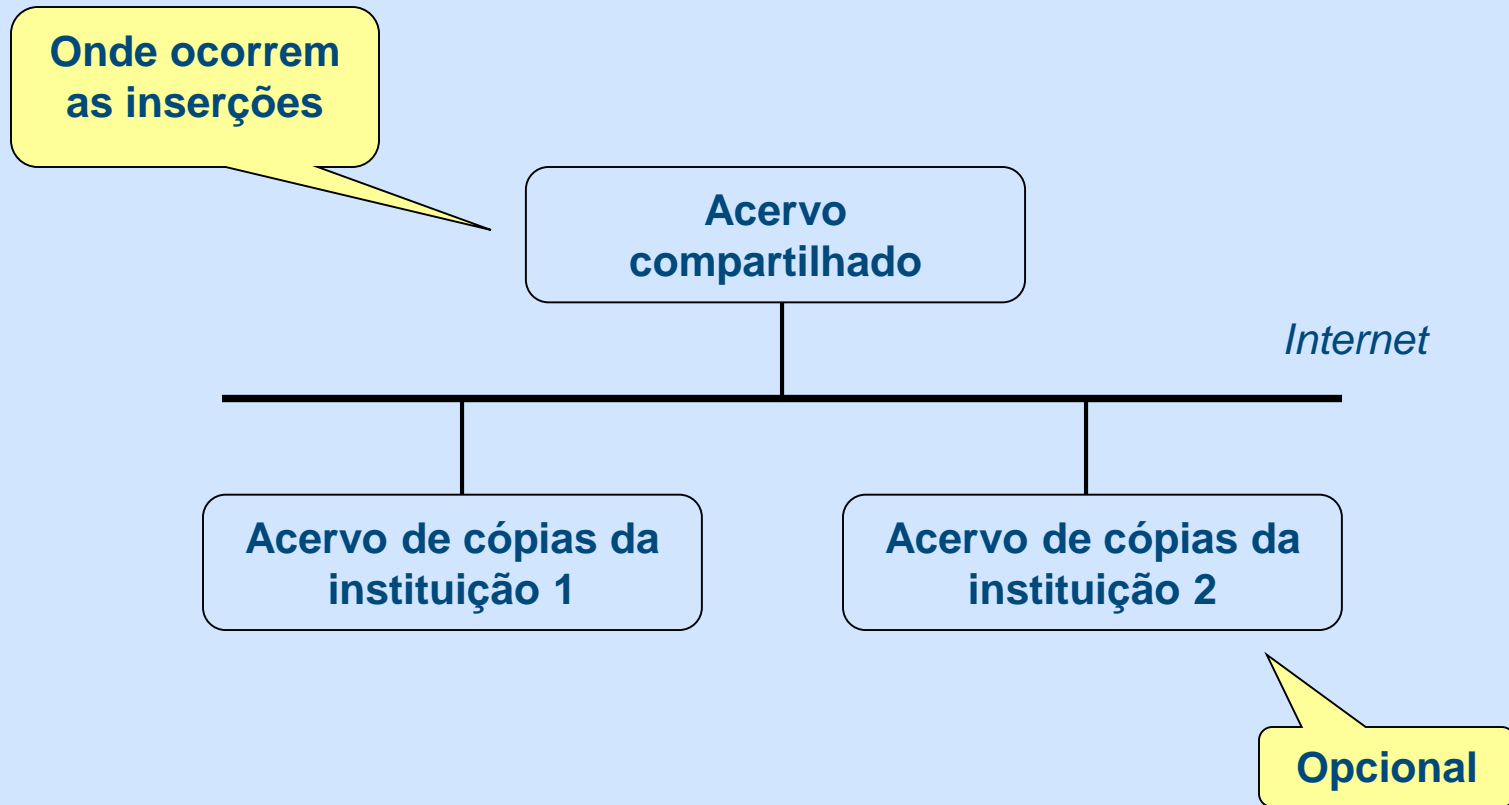 Onde ocorrem
as inserções
Acervo
compartilhado
Internet
Acervo de cópias da
instituição 1
Acervo de cópias da
instituição 2
Opcional